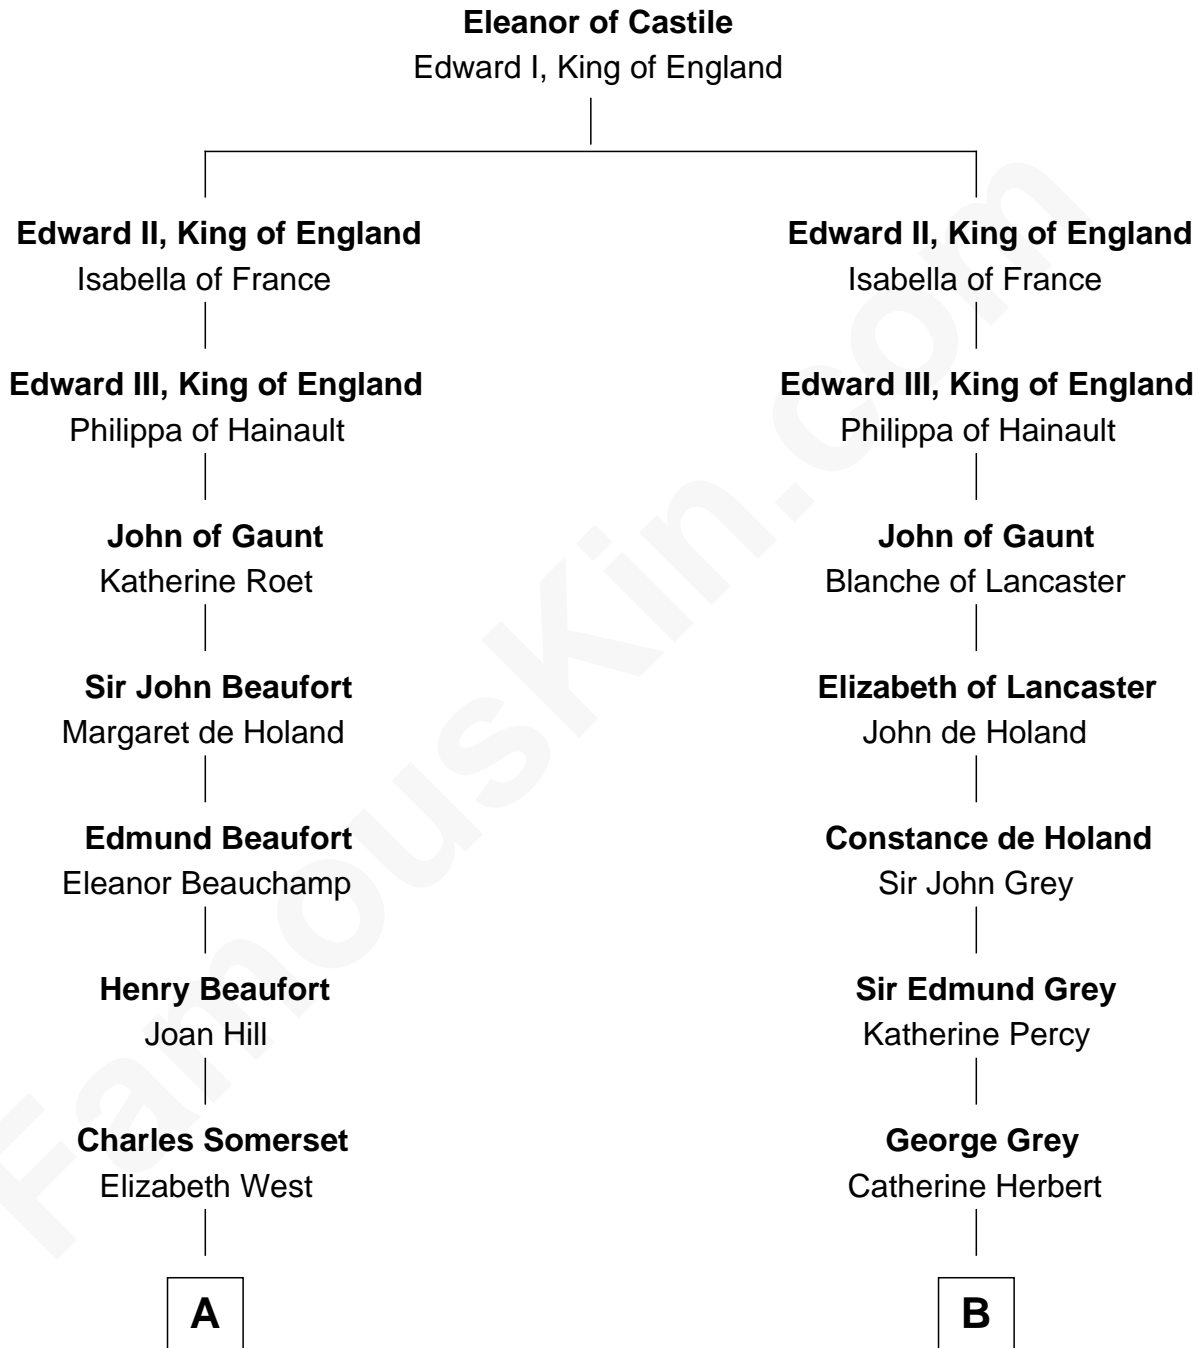 Eleanor of Castile
Edward I, King of England
Edward II, King of England
Isabella of France
Edward III, King of England
Philippa of Hainault
John of Gaunt
Katherine Roet
Sir John Beaufort
Margaret de Holand
Edmund Beaufort
Eleanor Beauchamp
Henry Beaufort
Joan Hill
Charles Somerset
Elizabeth West
A
Edward II, King of England
Isabella of France
Edward III, King of England
Philippa of Hainault
John of Gaunt
Blanche of Lancaster
Elizabeth of Lancaster
John de Holand
Constance de Holand
Sir John Grey
Sir Edmund Grey
Katherine Percy
George Grey
Catherine Herbert
B
FamousKin.com